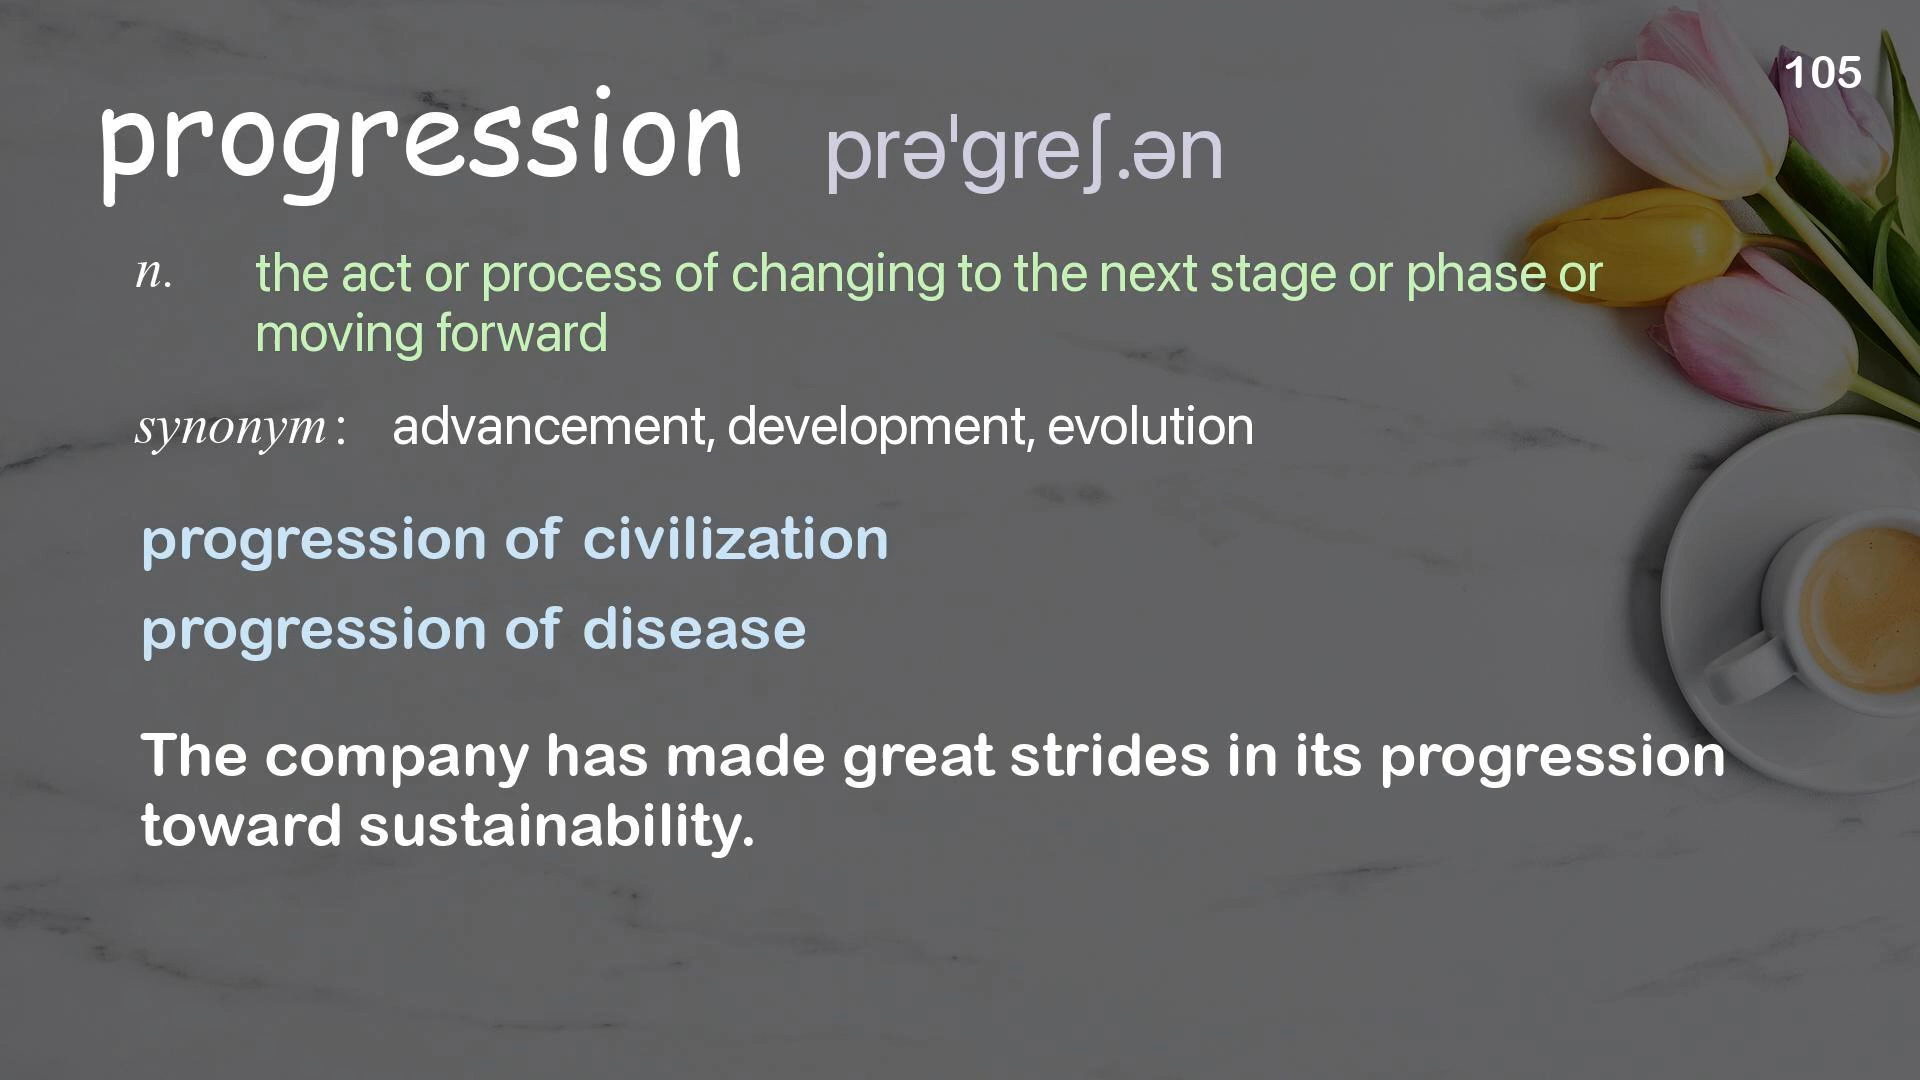 105
progression prəˈgreʃ.ən
n. the act or process of changing to the next stage or phase or
moving forward
synonym: advancement, development, evolution
progression of civilization
progression of disease
The company has made great strides in its progression
toward sustainability.